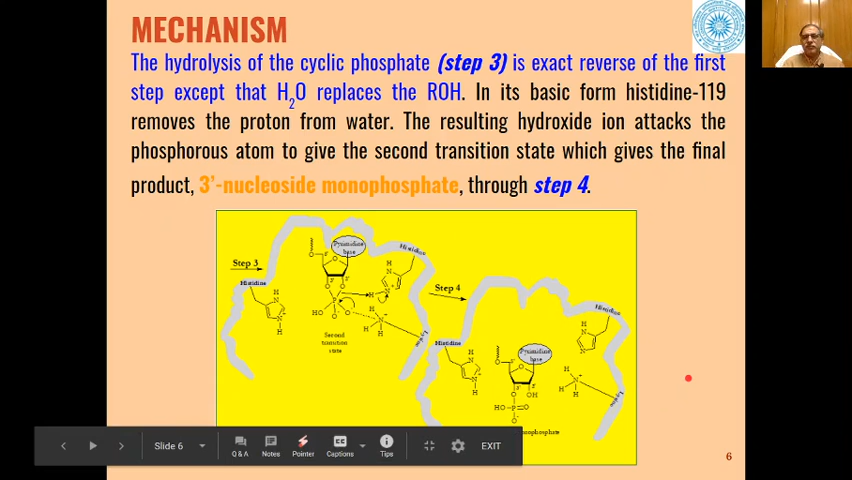 MECHANISM
The hydrolysis of the cyclic phosphate (step 3) is exact reverse of the first
step except that H2O replaces the ROH. In its basic form histidine-119
removes the proton from water. The resulting hydroxide ion attacks the
phosphorous atom to give the second transition state which gives the final
product, 3'-nucleoside monophosphate, through step 4.
Step 3
Histidine
Pyrimidine
base
Histidine
Second
transition
state
Lysine
HO
Step 4
Histidine
Pyrimidine
base
Histidine
OH
HO
Lysine
Slide 6
Q & A
Notes
Pointer
Captions
Tips
EXIT
6